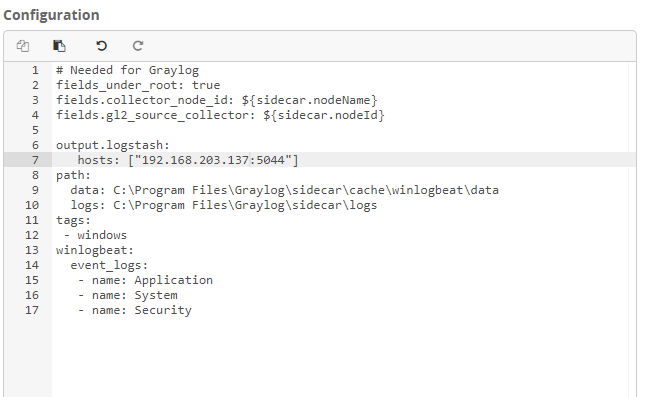 Configuration
1 # Needed for Graylog
2 fields_under_root: true
3 fields.collector_node_id: ${sidecar.nodeName}
4 fields.gl2_source_collector: ${sidecar.nodeId}
5
6 output.logstash:
7    hosts: ["192.168.203.137:5044"]
8 path:
9   data: C:\Program Files\Graylog\sidecar\cache\winlogbeat\data
10   logs: C:\Program Files\Graylog\sidecar\logs
11 tags:
12  - windows
13 winlogbeat:
14   event_logs:
15    - name: Application
16    - name: System
17    - name: Security